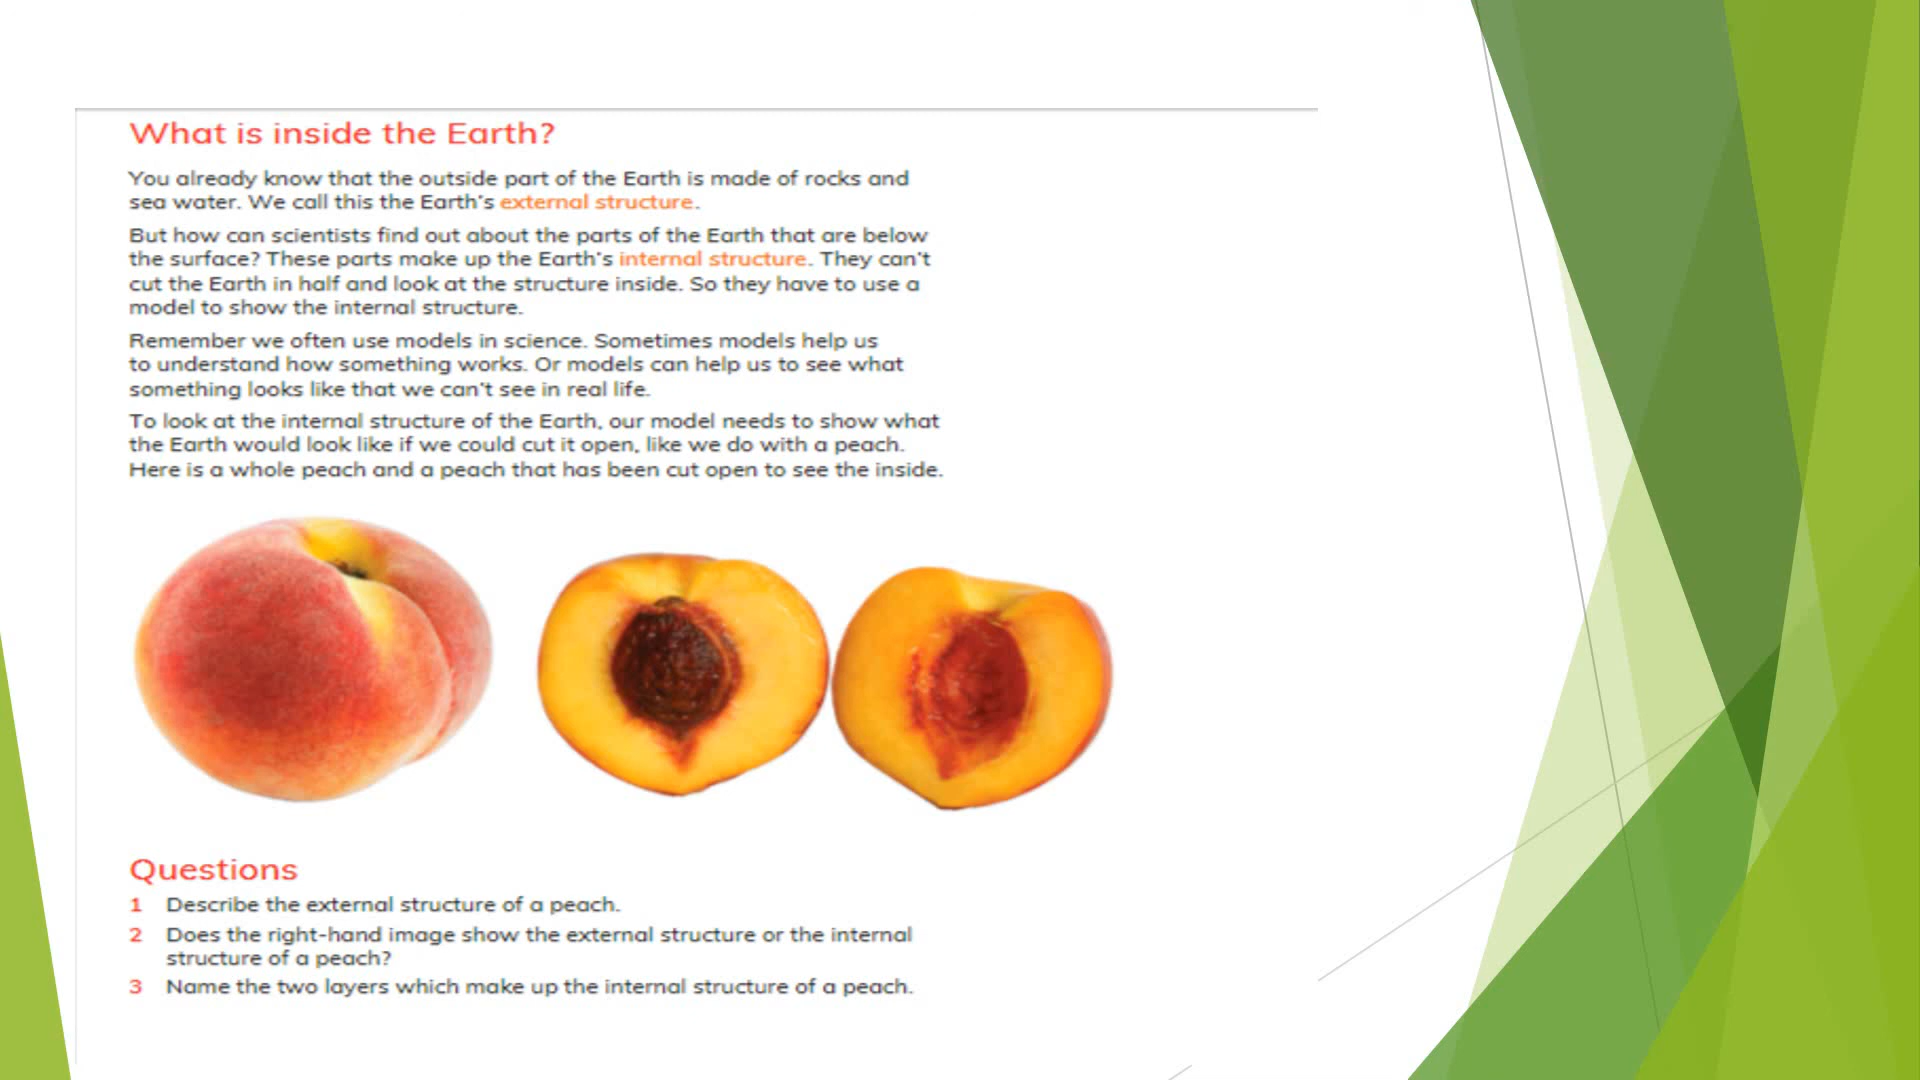 What is inside the Earth?
You already know that the outside part of the Earth is made of rocks and
sea water. We call this the Earth's external structure.
But how can scientists find out about the parts of the Earth that are below
the surface? These parts make up the Earth's internal structure. They can't
cut the Earth in half and look at the structure inside. So they have to use a
model to show the internal structure.
Remember we often use models in science. Sometimes models help us
to understand how something works. Or models can help us to see what
something looks like that we can't see in real life.
To look at the internal structure of the Earth, our model needs to show what
the Earth would look like if we could cut it open, like we do with a peach.
Here is a whole peach and a peach that has been cut open to see the inside.
Questions
1 Describe the external structure of a peach.
2 Does the right-hand image show the external structure or the internal
structure of a peach?
3 Name the two layers which make up the internal structure of a peach.